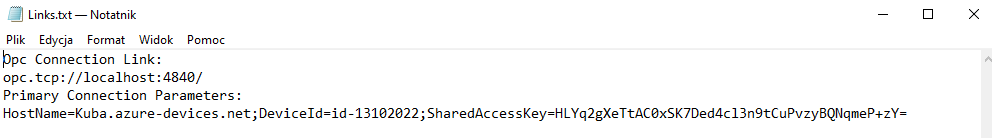 Links.txt — Notatnik
Plik Edycja Format Widok Pomoc
Opc Connection Link:
opc.tcp://localhost:4840/
Primary Connection Parameters:
HostName=Kuba.azure-devices.net;DeviceId=id-13102022;SharedAccessKey=HLYq2gXeTtAC0xSK7Ded4cl3n9tCuPvzyBQNqmeP+zY=